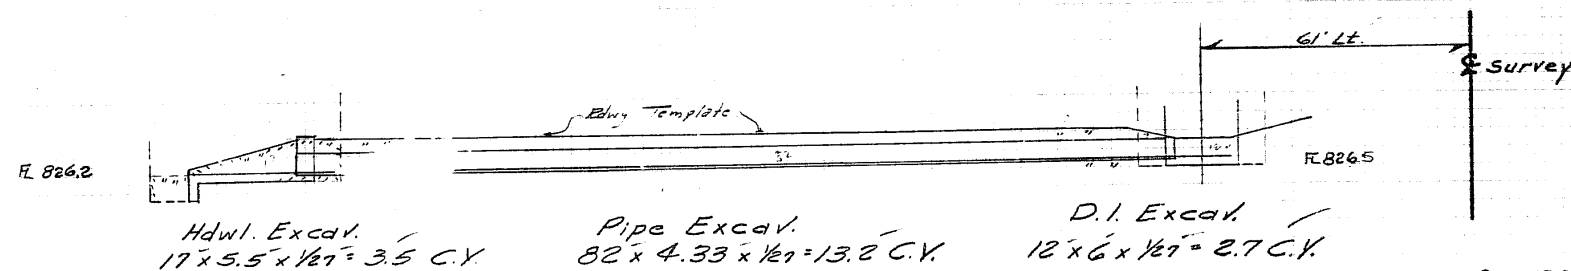 61' Lt.
℄ Survey
Rdwy Template
FL 826.2
FL 826.5
Hdwl. Excav.
17 x 5.5 x 1/27 = 3.5 C.Y.
Pipe Excav.
82 x 4.33 x 1/27 = 13.2 C.Y.
D.I. Excav.
12 x 6 x 1/27 = 2.7 C.Y.